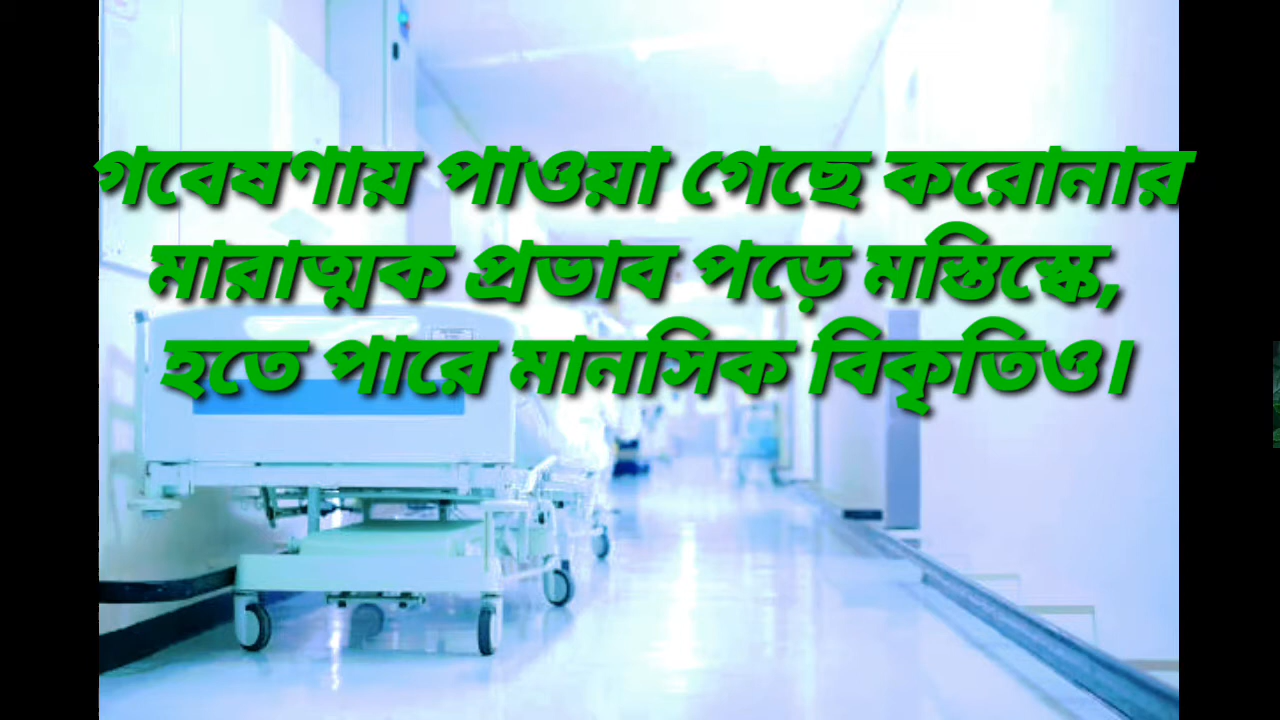 গবেষণায় পাওয়া গেছে করোনার
মারাত্মক প্রভাব পড়ে মস্তিস্কে,
হতে পারে মানসিক বিকৃতিও।